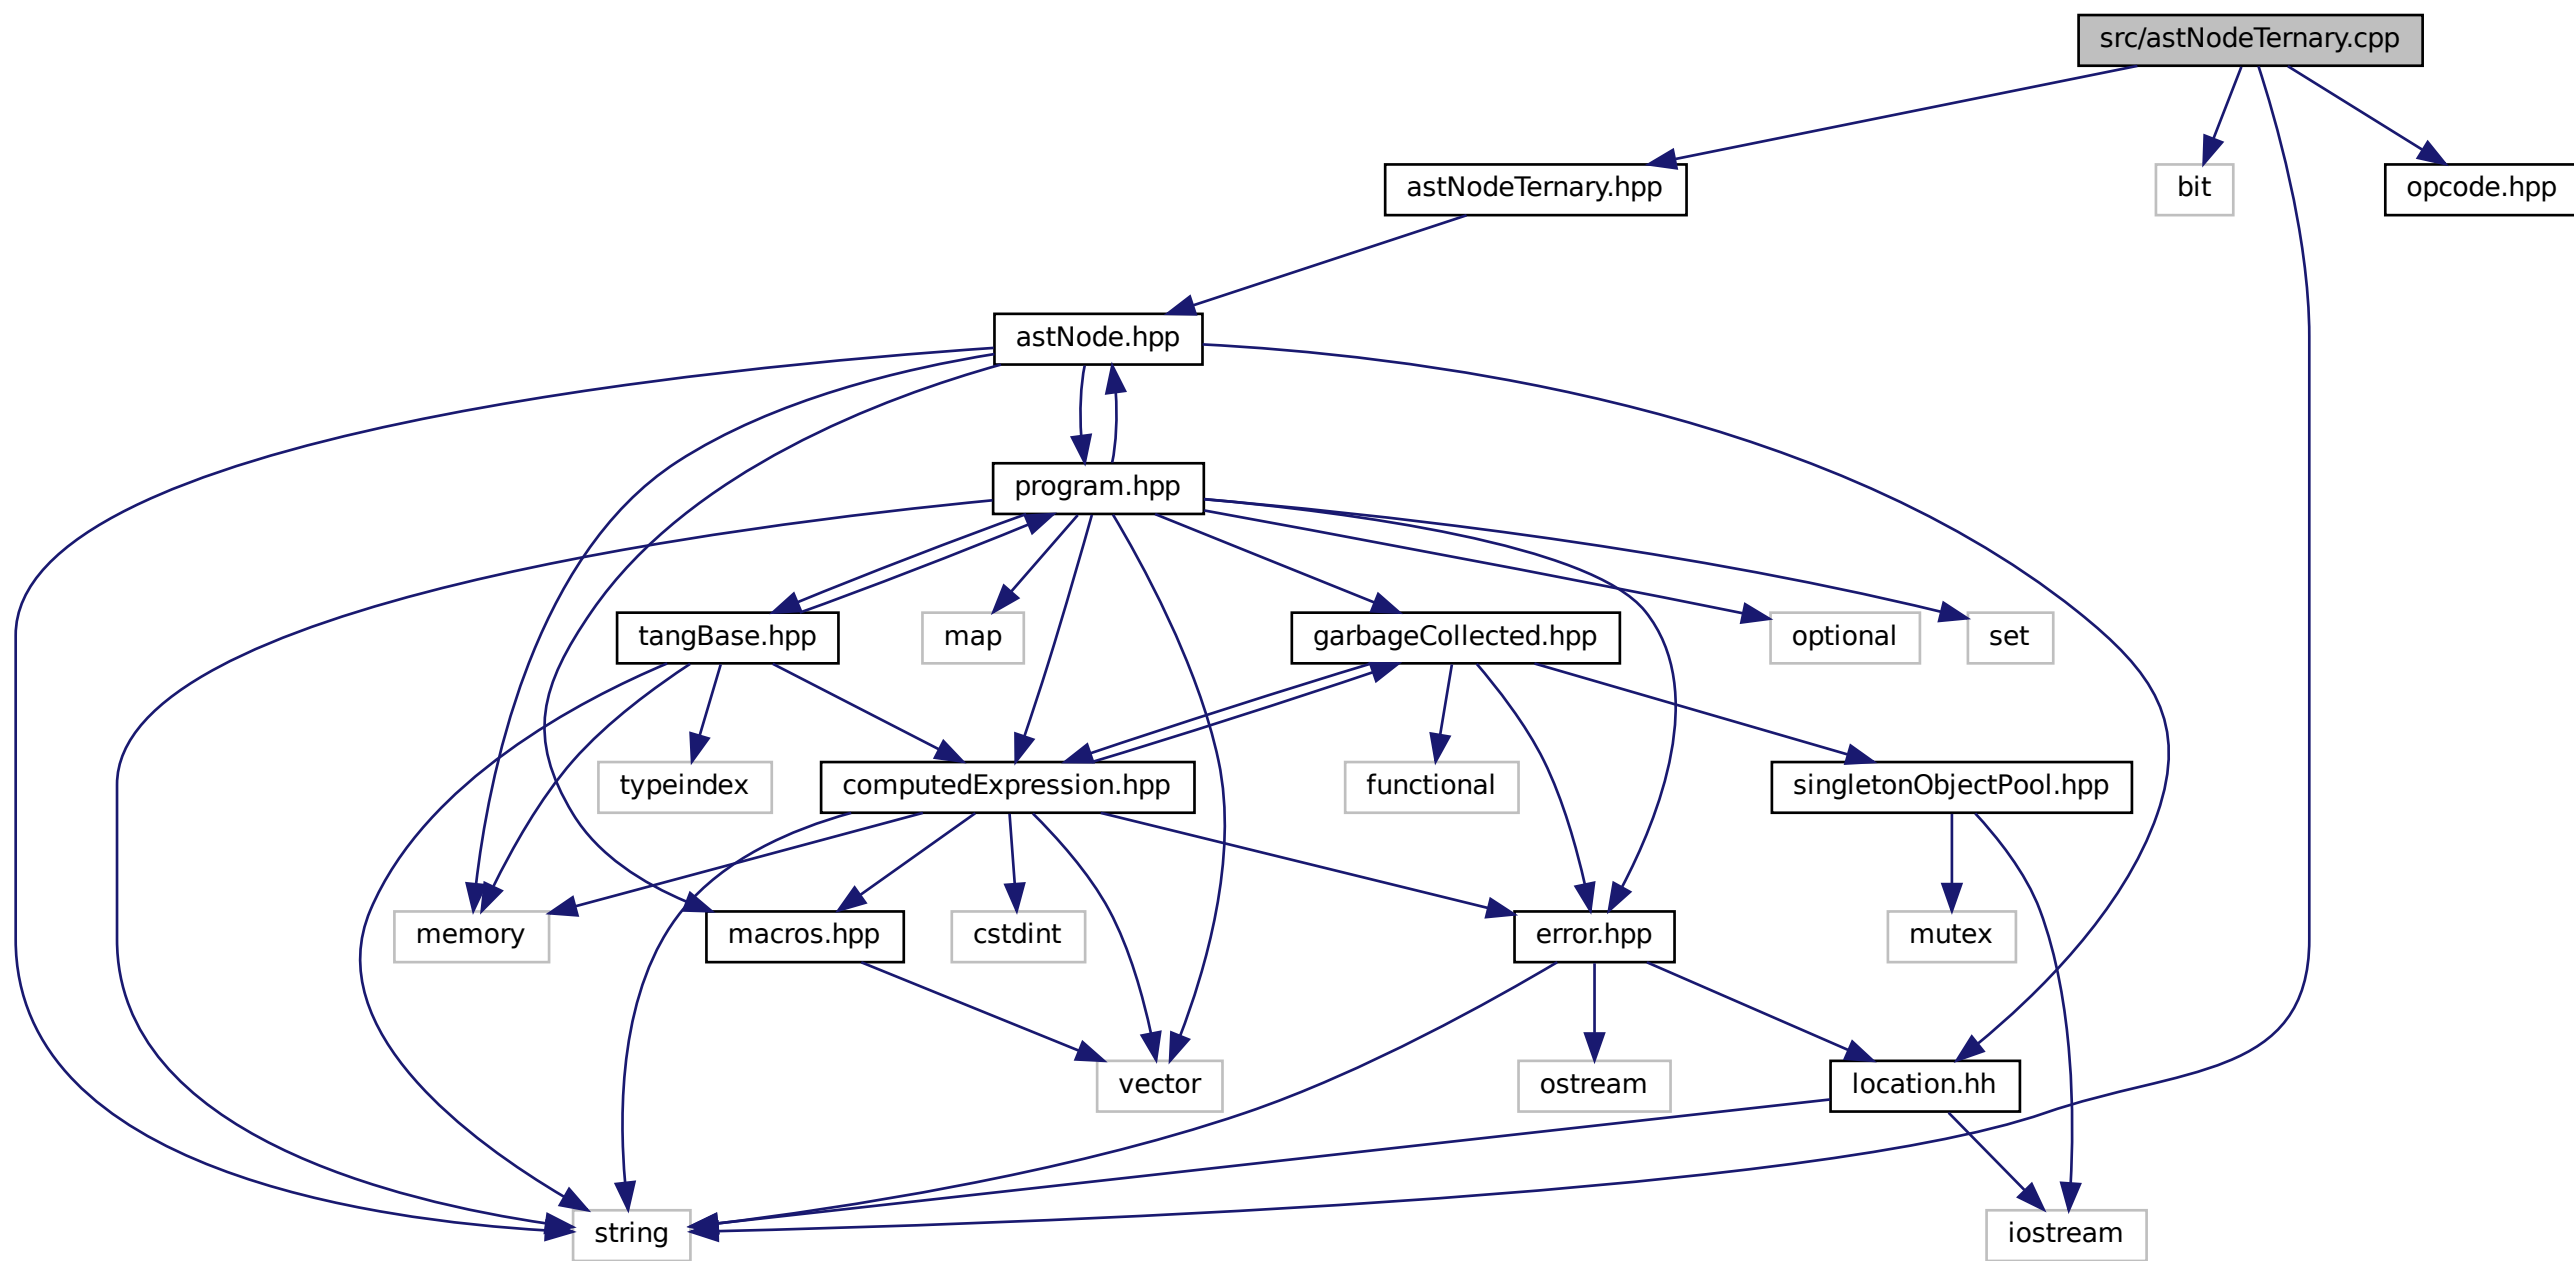 src/astNodeTernary.cpp
astNodeTernary.hpp
bit
opcode.hpp
astNode.hpp
program.hpp
tangBase.hpp
map
garbageCollected.hpp
optional
set
typeindex
computedExpression.hpp
functional
singletonObjectPool.hpp
memory
macros.hpp
cstdint
error.hpp
mutex
vector
ostream
location.hh
string
iostream